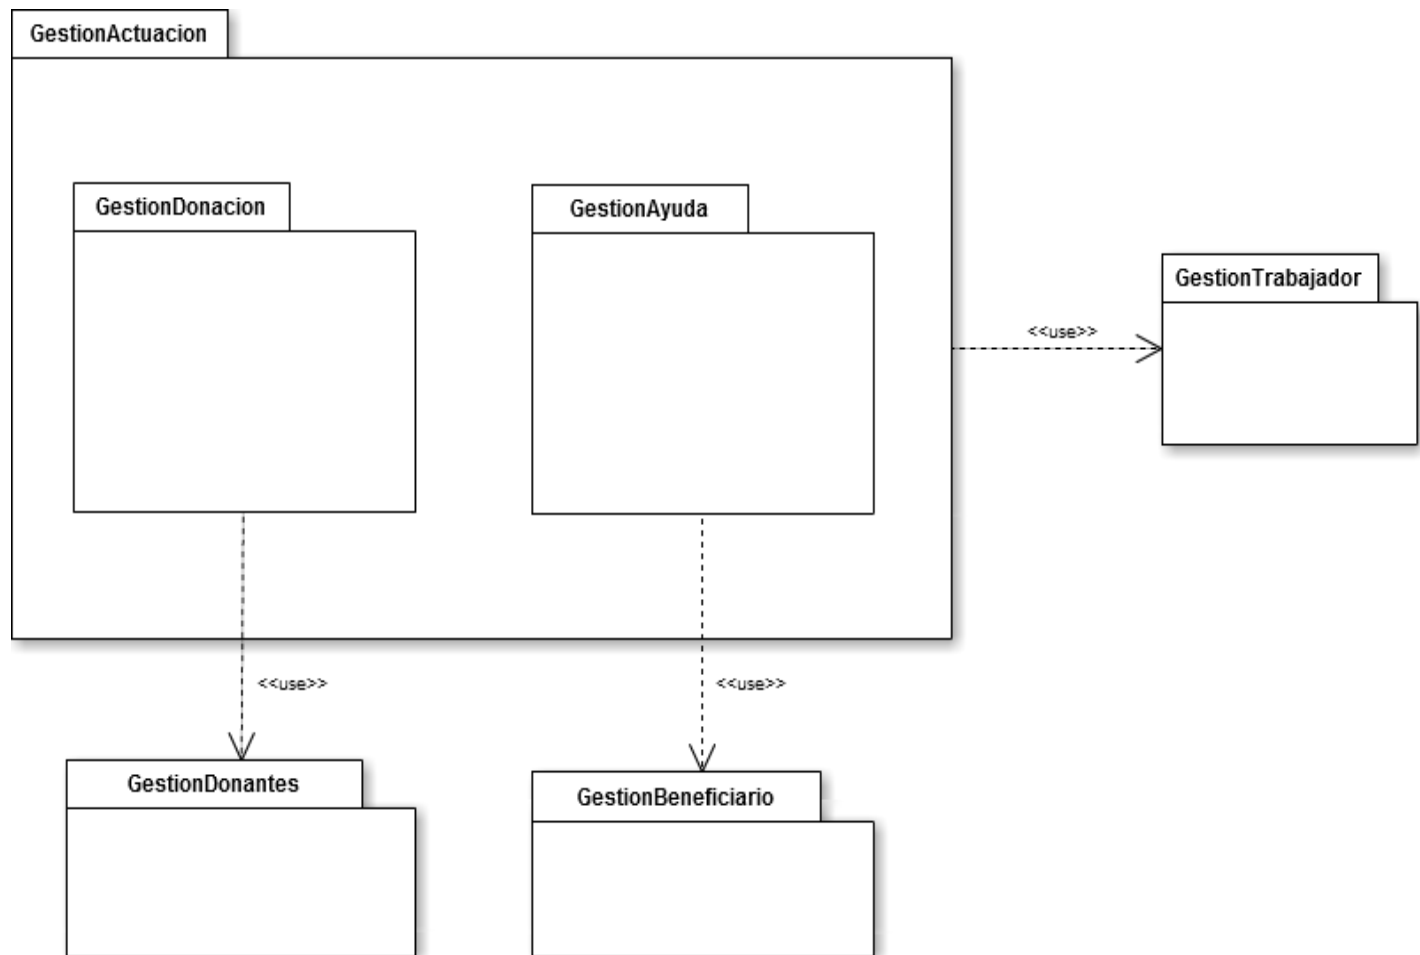 GestionActuacion
GestionDonacion
GestionAyuda
GestionTrabajador
<<use>>
<<use>>
<<use>>
GestionDonantes
GestionBeneficiario